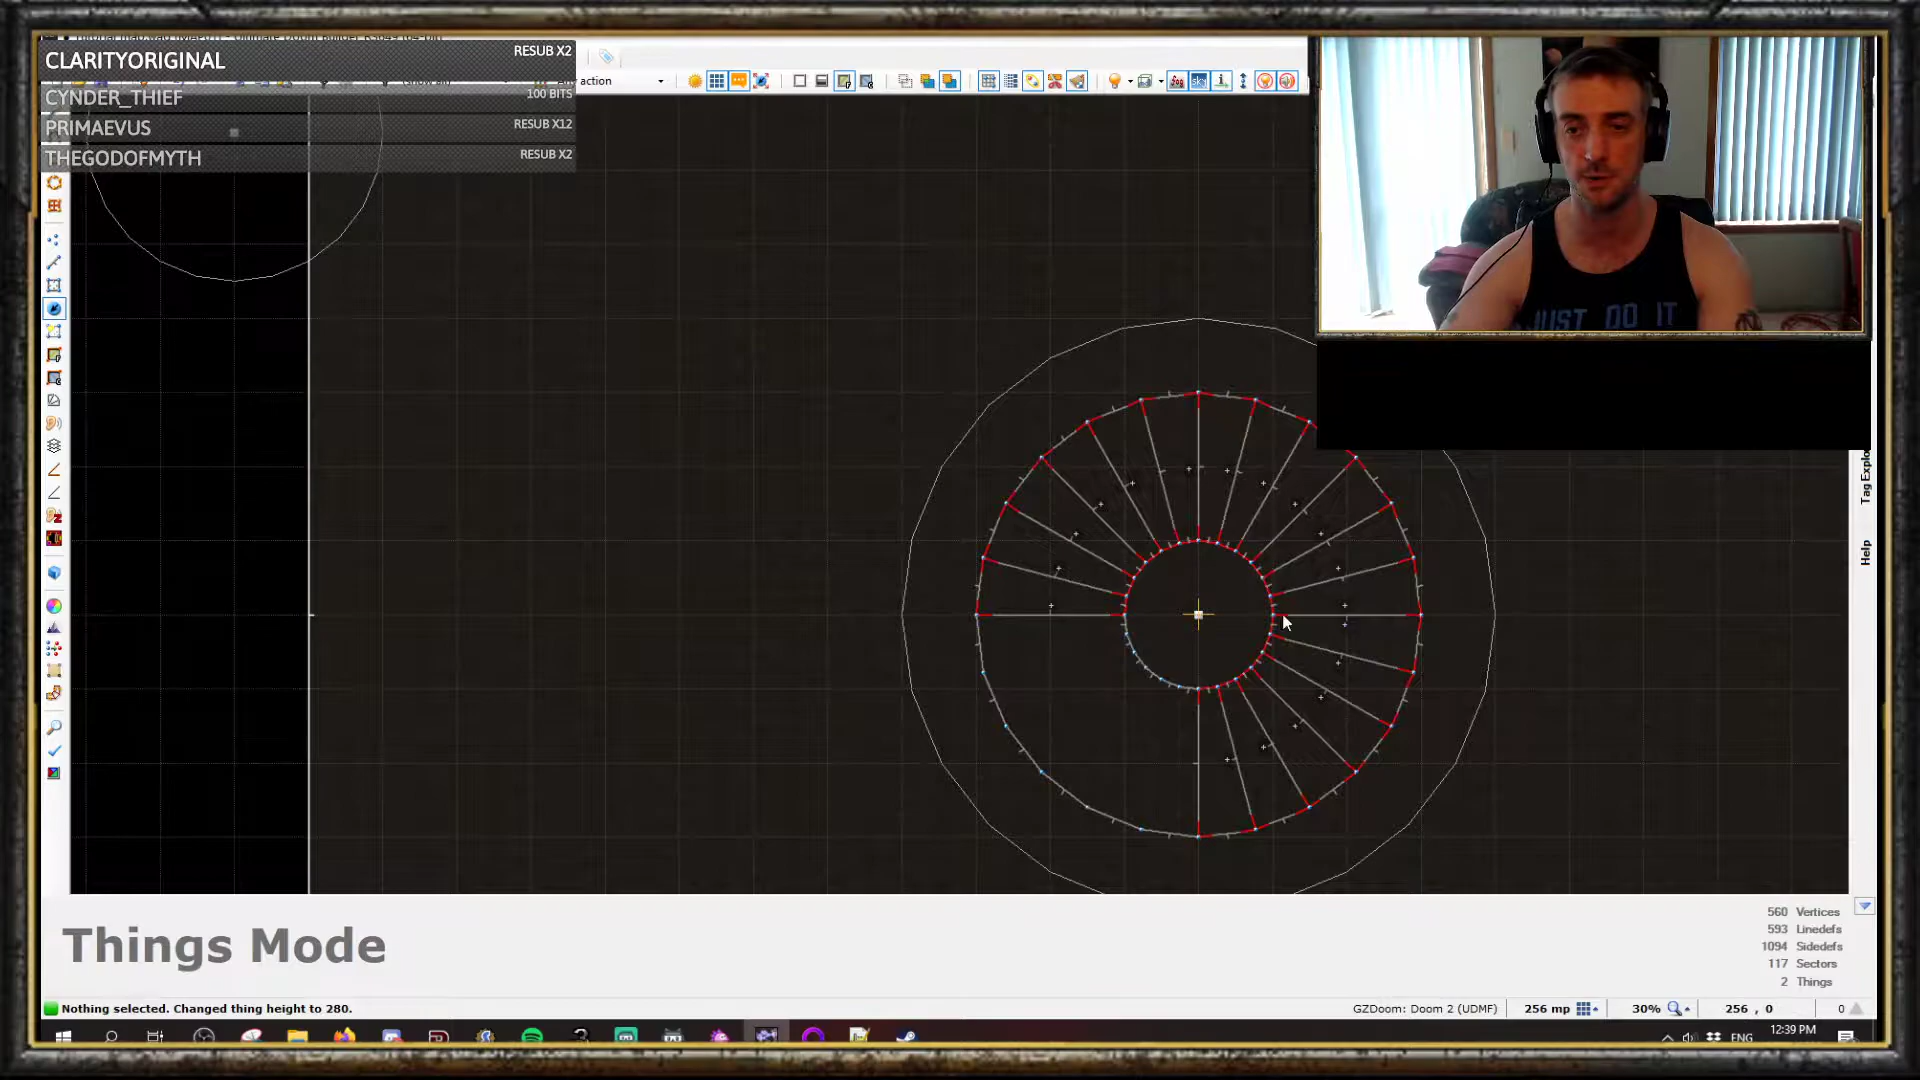 CLARITYORIGINAL RESUB X2
CYNDER_THIEF 100 BITS
PRIMAEVUS RESUB X12
THEGODOFMYTH RESUB X2
action
JUST DO IT
Help
Things Mode
560 Vertices
593 Linedefs
1094 Sidedefs
117 Sectors
2 Things
Nothing selected. Changed thing height to 280.
GZDoom: Doom 2 (UDMF) 256 mp 30% 256 , 0 0
ENG 12:39 PM